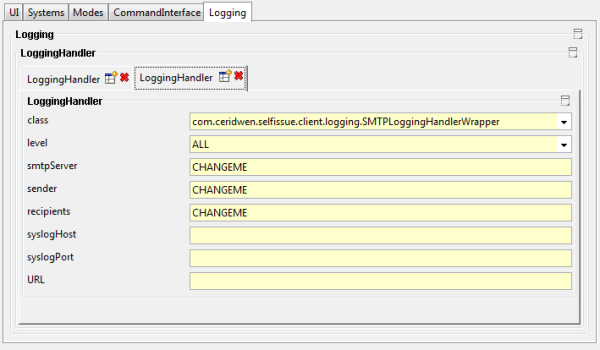 UI Systems Modes CommandInterface Logging
Logging
LoggingHandler
LoggingHandler LoggingHandler
LoggingHandler
class com.ceridwen.selfissue.client.logging.SMTPLoggingHandlerWrapper
level ALL
smtpServer CHANGEME
sender CHANGEME
recipients CHANGEME
syslogHost
syslogPort
URL